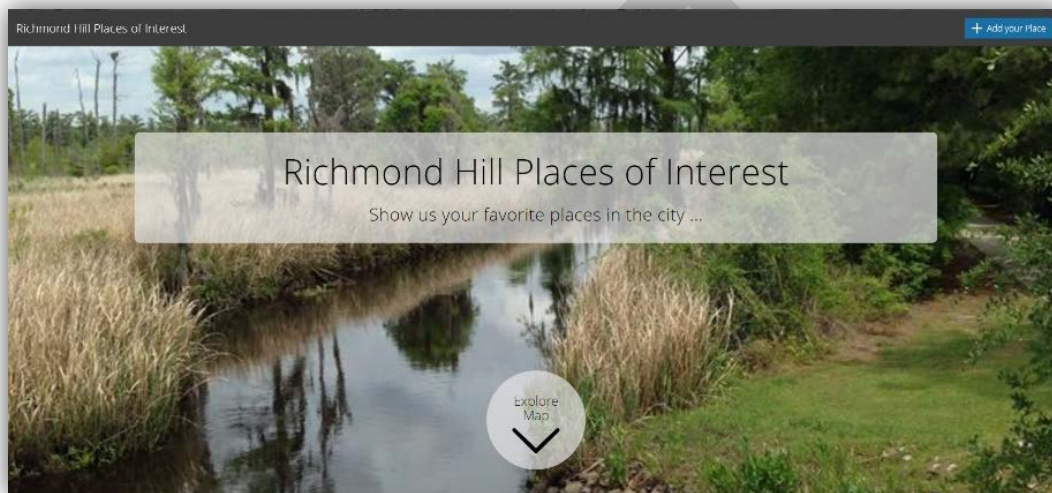 Richmond Hill Places of Interest
+ Add your Place
Richmond Hill Places of Interest
Show us your favorite places in the city ...
Explore
Map